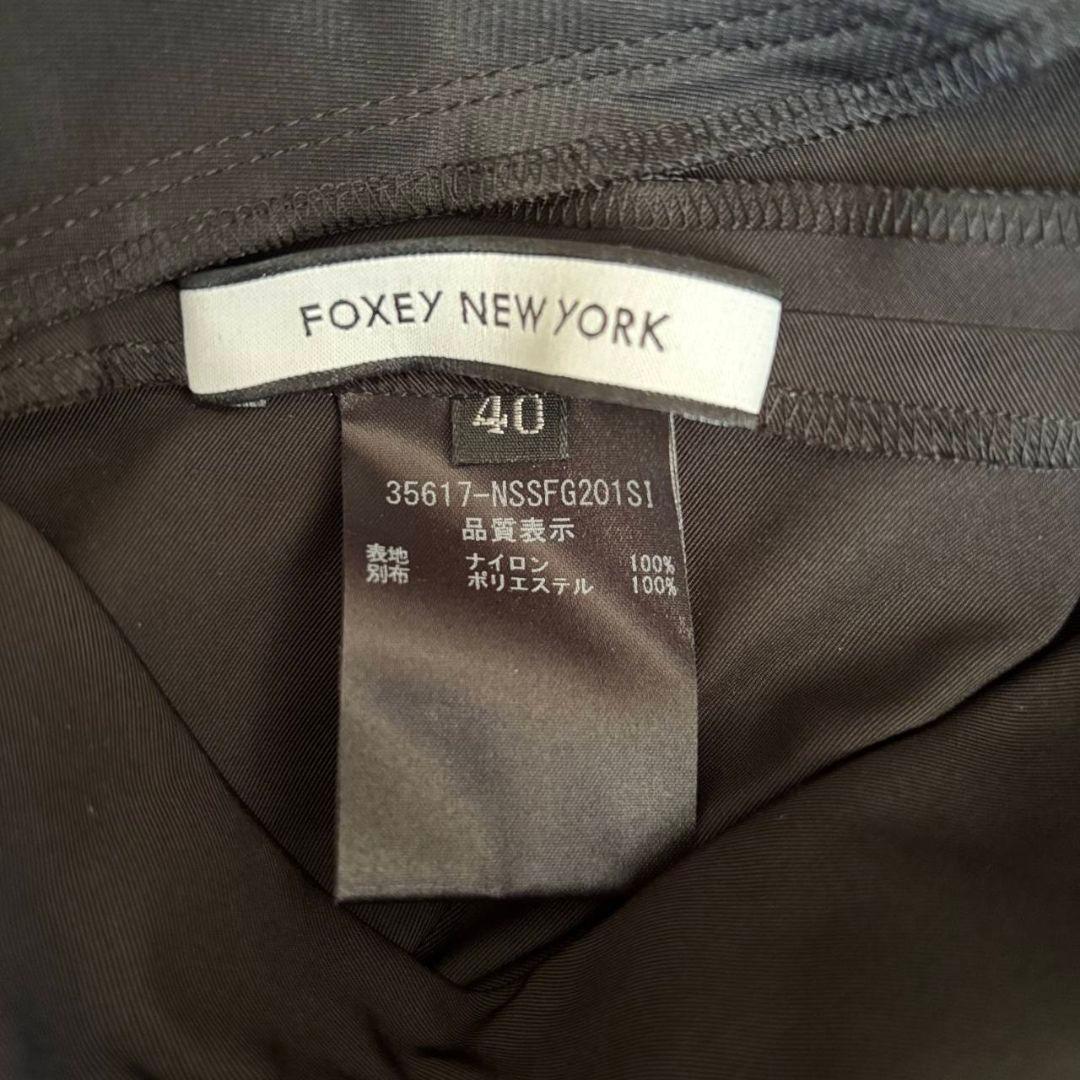 FOXEY NEW YORK
40
35617-NSSFG201SI
品質表示
表地 ナイロン 100%
別布 ポリエステル 100%